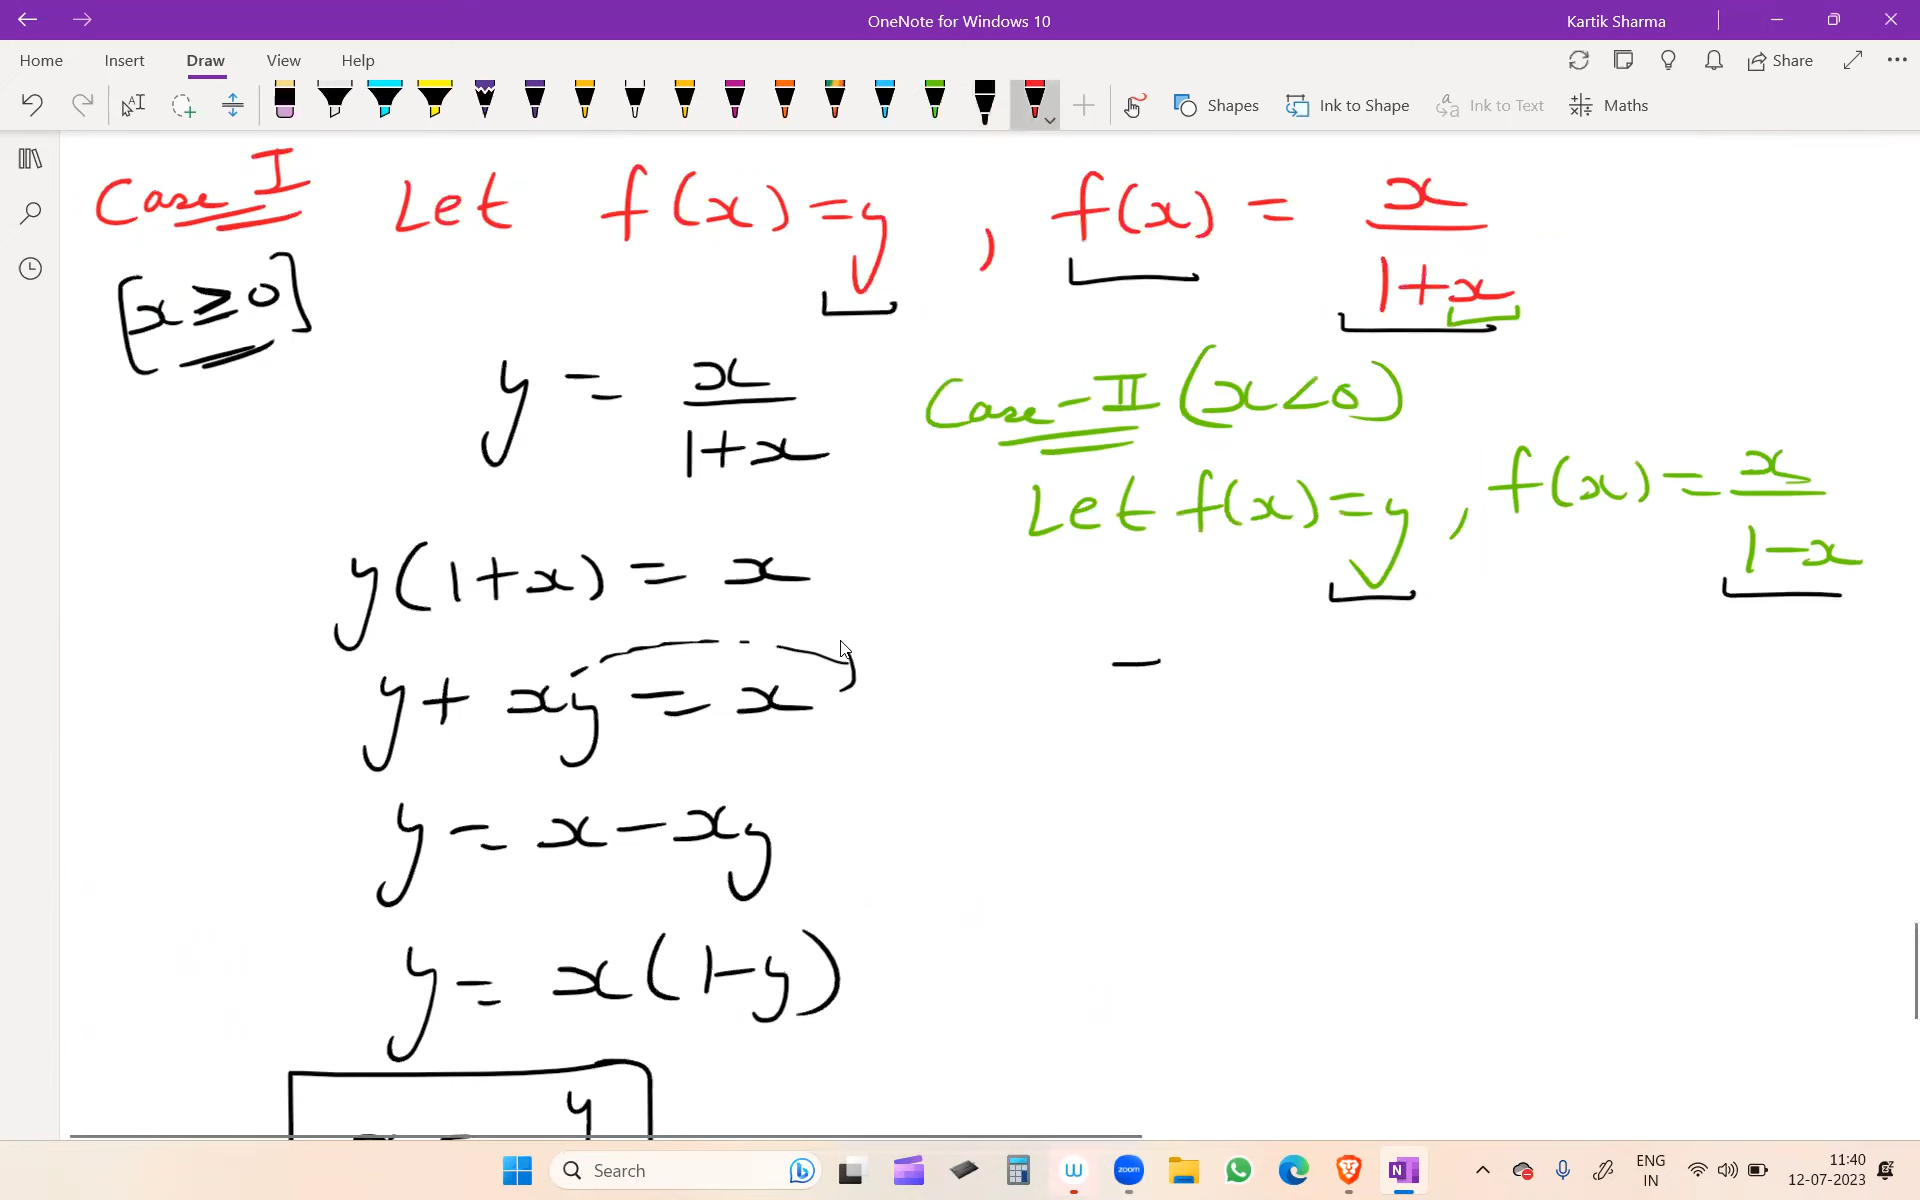 OneNote for Windows 10
Kartik Sharma
Home Insert Draw View Help
Share
Shapes Ink to Shape Ink to Text Maths
Case I Let f(x) = y , f(x) = x / 1+x
[x ≥ 0]
y = x / 1+x
Case - II (x < 0)
Let f(x) = y , f(x) = x / 1-x
y(1+x) = x
y + xy = x
y = x - xy
y = x(1-y)
y
Search
zoom
ENG
IN
11:40
12-07-2023